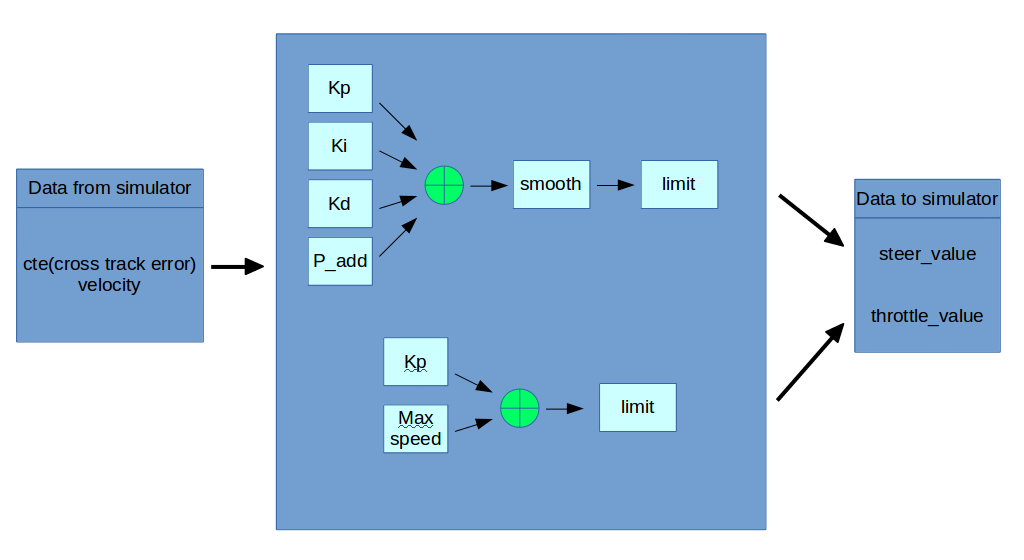 Data from simulator
cte(cross track error)
velocity
Kp
Ki
Kd
P_add
smooth
limit
Kp
Max
speed
limit
Data to simulator
steer_value
throttle_value